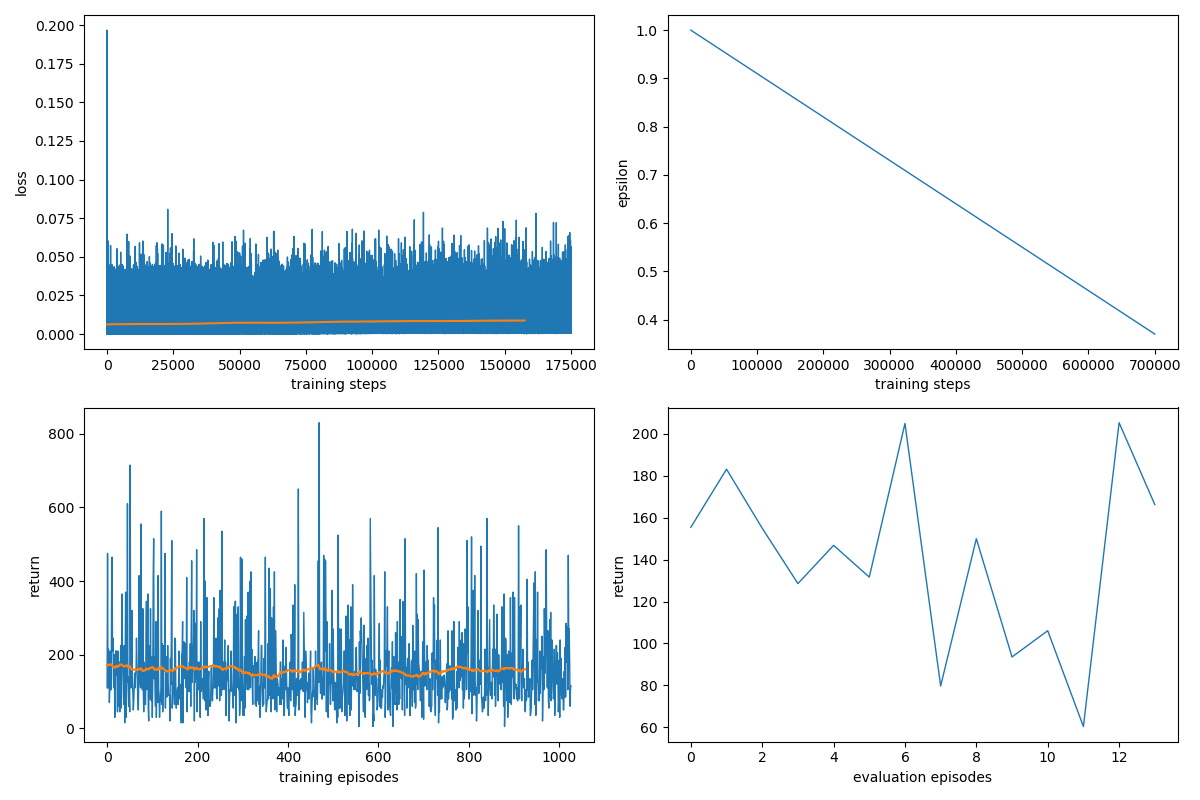 0.200
0.175
0.150
0.125
0.100
0.075
0.050
0.025
0.000
loss
0 25000 50000 75000 100000 125000 150000 175000
training steps
1.0
0.9
0.8
0.7
0.6
0.5
0.4
epsilon
0 100000 200000 300000 400000 500000 600000 700000
training steps
800
600
400
200
0
return
0 200 400 600 800 1000
training episodes
200
180
160
140
120
100
80
60
return
0 2 4 6 8 10 12
evaluation episodes